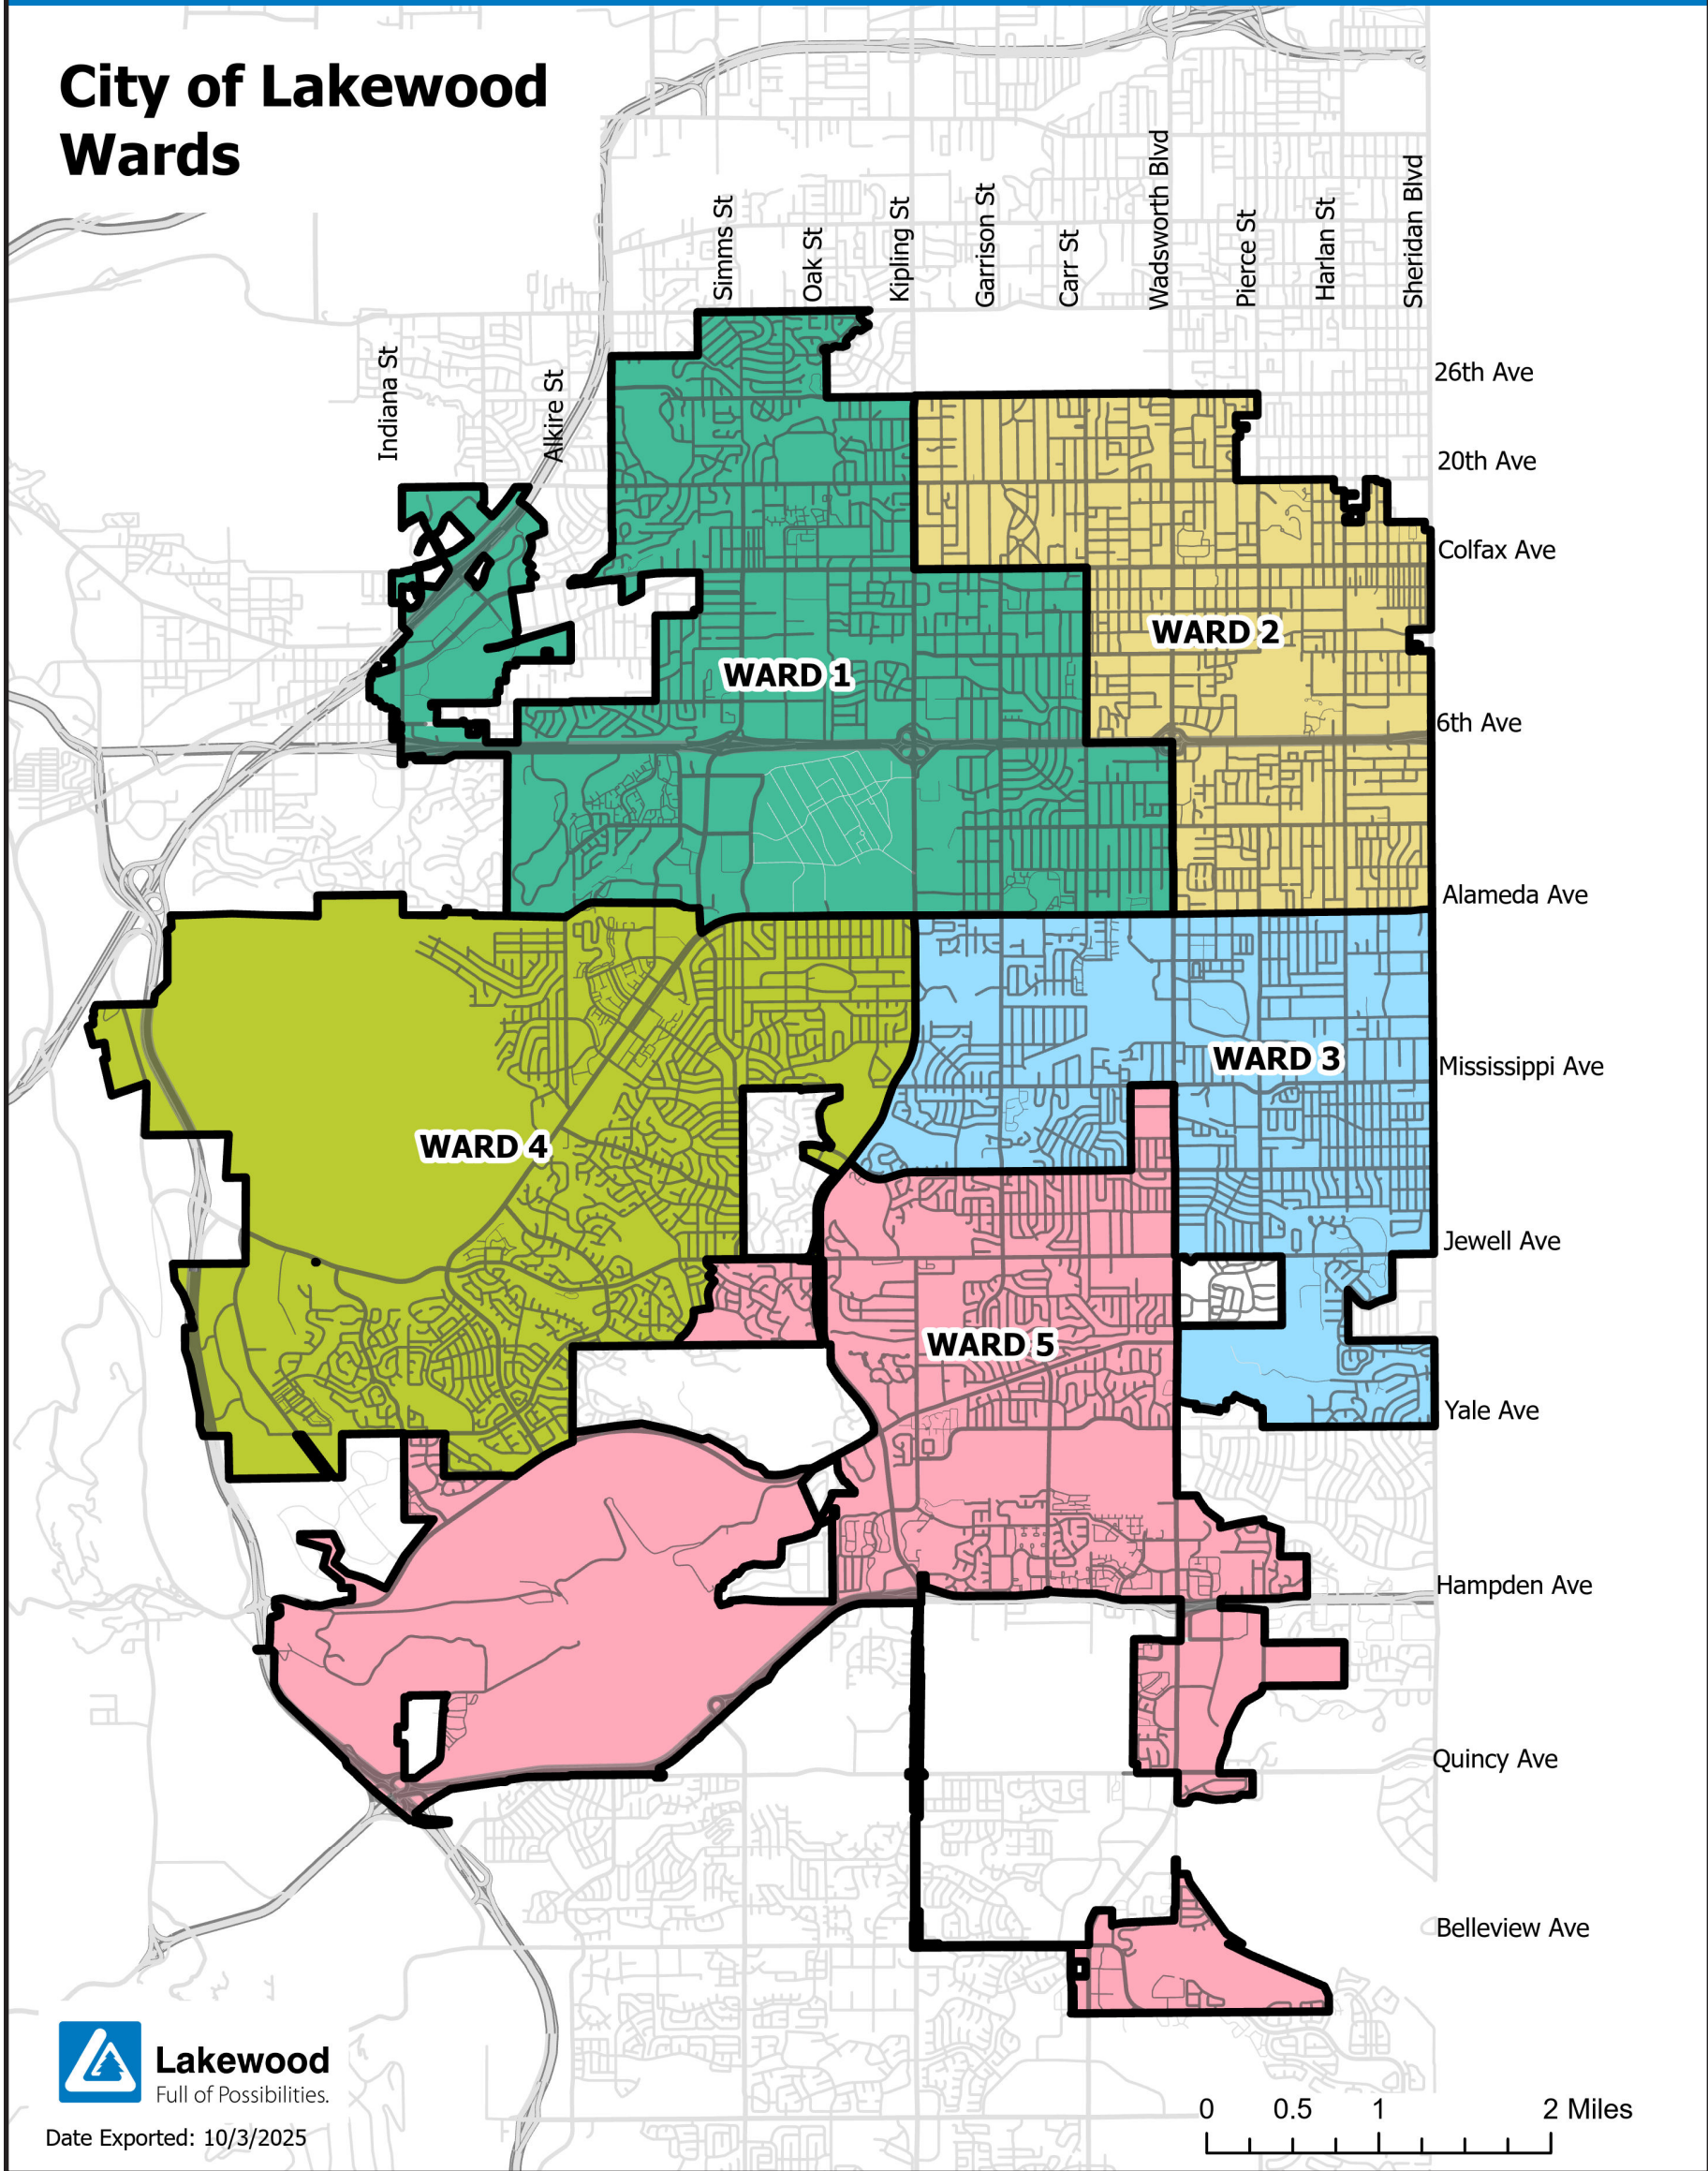 City of Lakewood
Wards
Simms St
Oak St
Kipling St
Garrison St
Carr St
Wadsworth Blvd
Pierce St
Harlan St
Sheridan Blvd
Indiana St
Alkire St
26th Ave
20th Ave
Colfax Ave
WARD 2
WARD 1
6th Ave
Alameda Ave
WARD 3
Mississippi Ave
WARD 4
Jewell Ave
WARD 5
Yale Ave
Hampden Ave
Quincy Ave
Belleview Ave
Lakewood
Full of Possibilities.
Date Exported: 10/3/2025
0 0.5 1 2 Miles